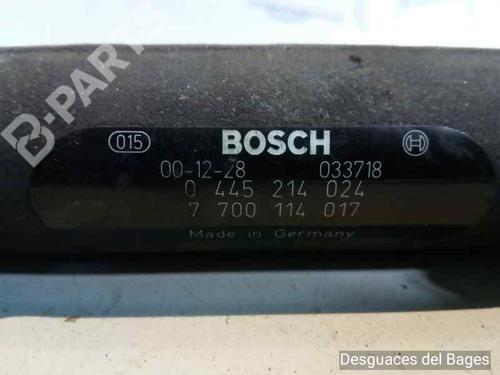 B-PARTS
015 BOSCH
00-12-28 033718
0 445 214 024
7 700 114 017
Made in Germany
Desguaces del Bages